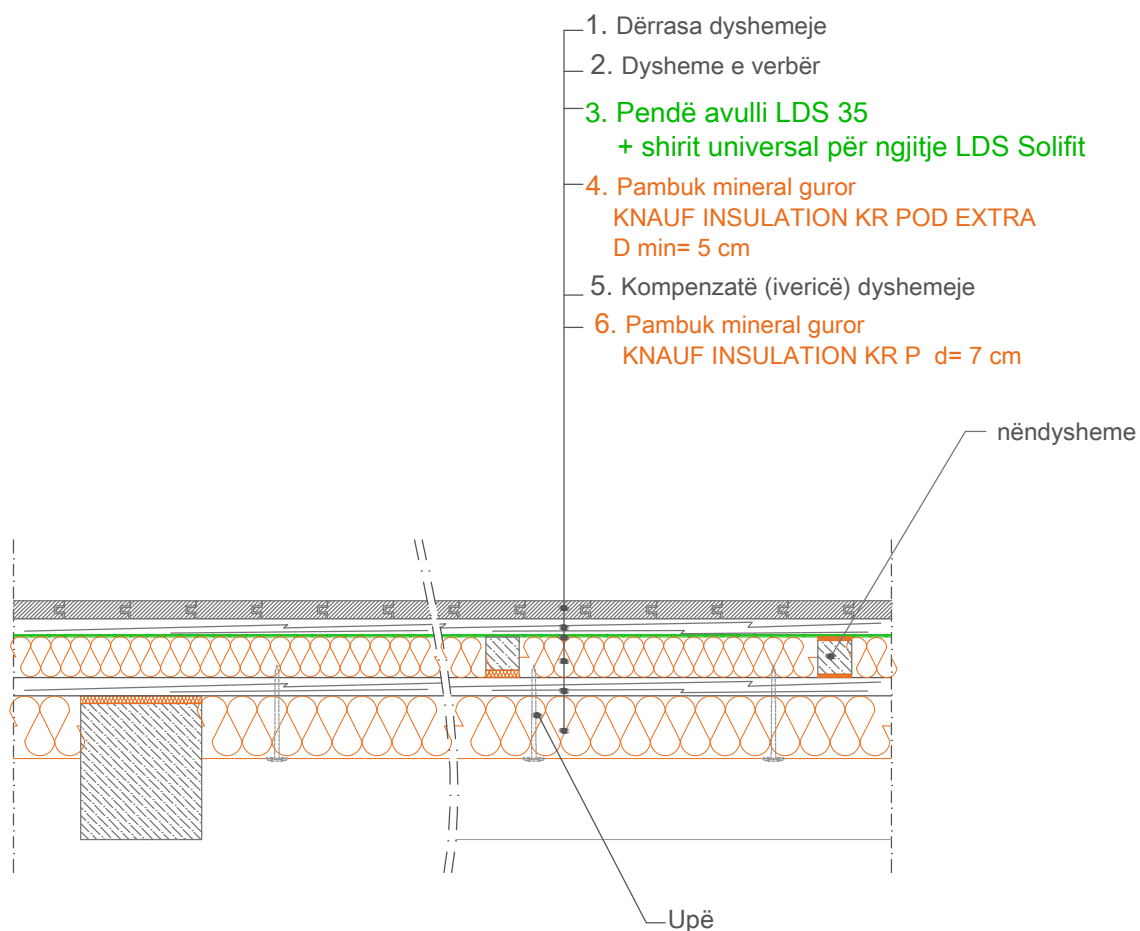 1. Dërrasa dyshemeje
2. Dysheme e verbër
3. Pendë avulli LDS 35
+ shirit universal për ngjitje LDS Solifit
4. Pambuk mineral guror
KNAUF INSULATION KR POD EXTRA
D min= 5 cm
5. Kompenzatë (ivericë) dyshemeje
6. Pambuk mineral guror
KNAUF INSULATION KR P d= 7 cm
nëndysheme
Upë